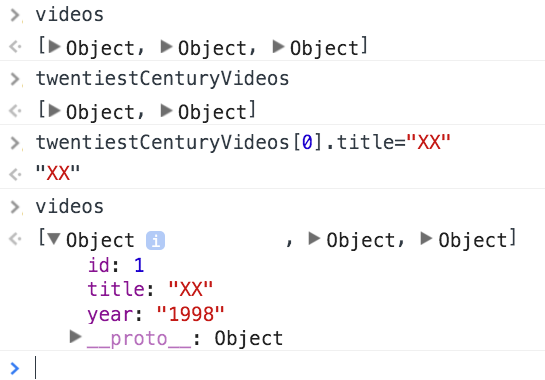 videos
[▶Object, ▶Object, ▶Object]
twentiestCenturyVideos
[▶Object, ▶Object]
twentiestCenturyVideos[0].title="XX"
"XX"
videos
[▼Object i , ▶Object, ▶Object]
id: 1
title: "XX"
year: "1998"
▶__proto__: Object